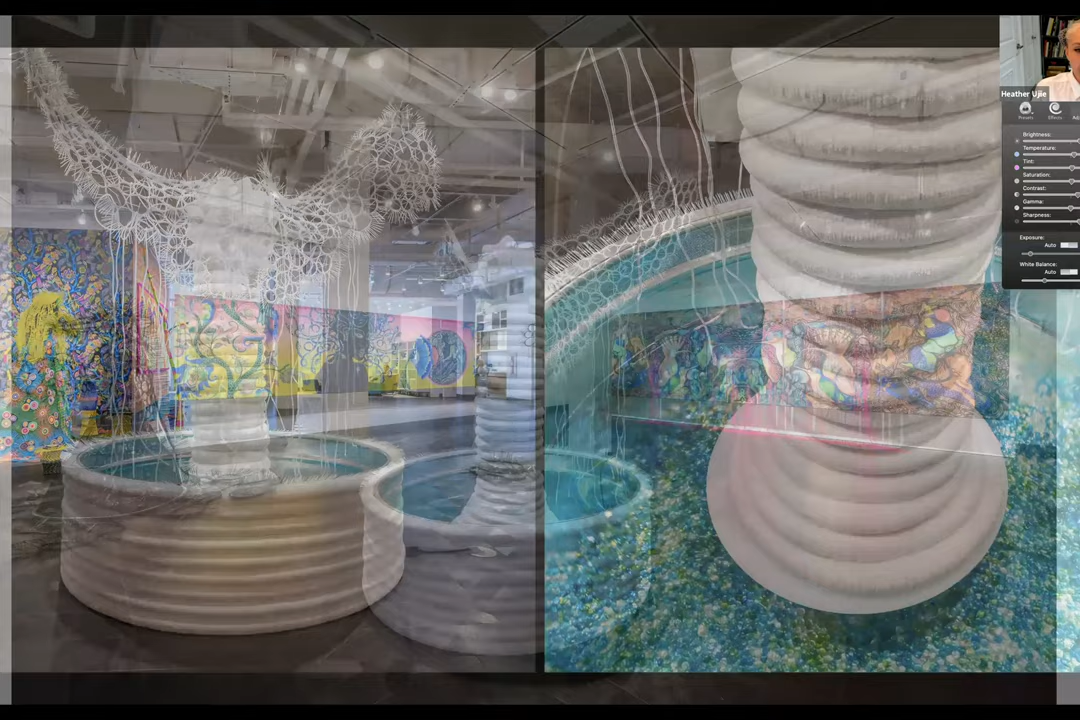 Heather Ujiie
Presets
Effects
Brightness:
Temperature:
Tint:
Saturation:
Contrast:
Gamma:
Sharpness:
Exposure:
Auto
White Balance:
Auto